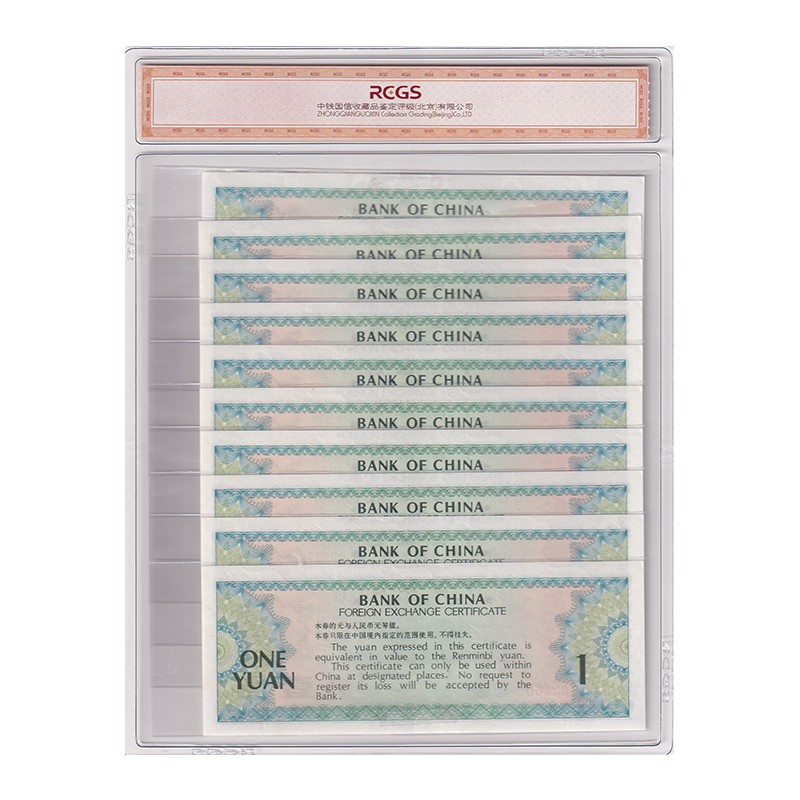 RCGS
中钱国信收藏品鉴定评级(北京)有限公司
ZHONGQIANGUOXIN Collection Grading(Beijing)Co.,LTD
BANK OF CHINA
BANK OF CHINA
BANK OF CHINA
BANK OF CHINA
BANK OF CHINA
BANK OF CHINA
BANK OF CHINA
BANK OF CHINA
BANK OF CHINA
FOREIGN EXCHANGE CERTIFICATE
BANK OF CHINA
FOREIGN EXCHANGE CERTIFICATE
本券的元与人民币元等值。
本券只限在中国境内指定的范围使用，不得挂失。
The yuan expressed in this certificate is
equivalent in value to the Renminbi yuan.
This certificate can only be used within
China at designated places. No request to
register its loss will be accepted by the
Bank.
ONE
YUAN
1